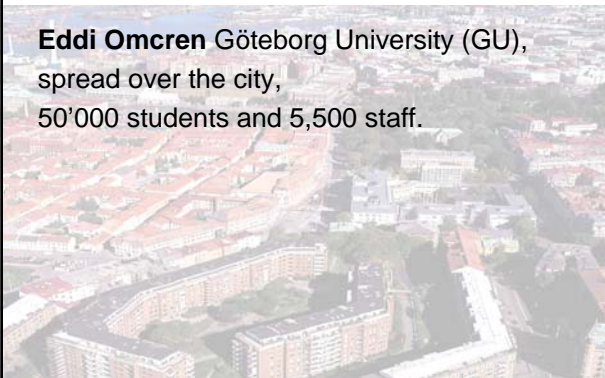 Eddi Omcren Göteborg University (GU),
spread over the city,
50’000 students and 5,500 staff.